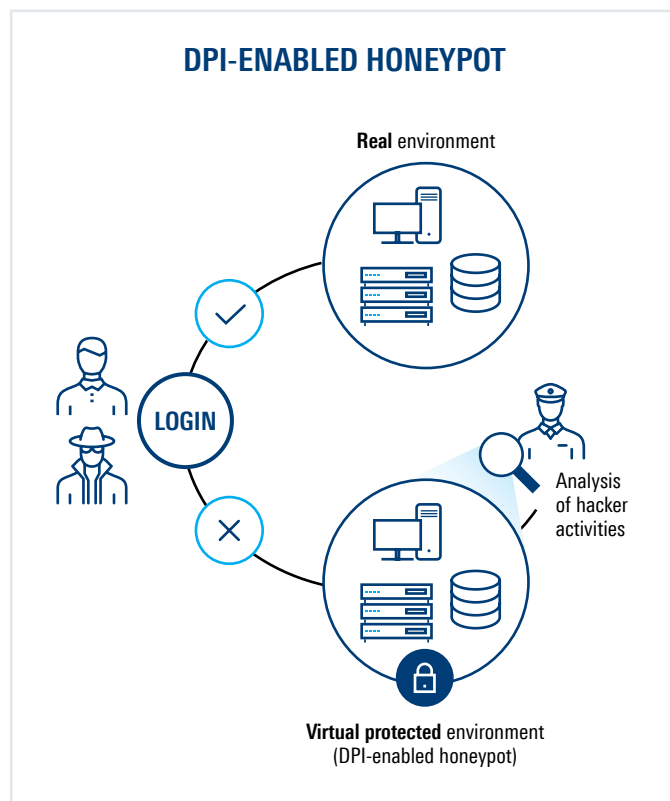 DPI-ENABLED HONEYPOT
Real environment
LOGIN
Analysis
of hacker
activities
Virtual protected environment
(DPI-enabled honeypot)